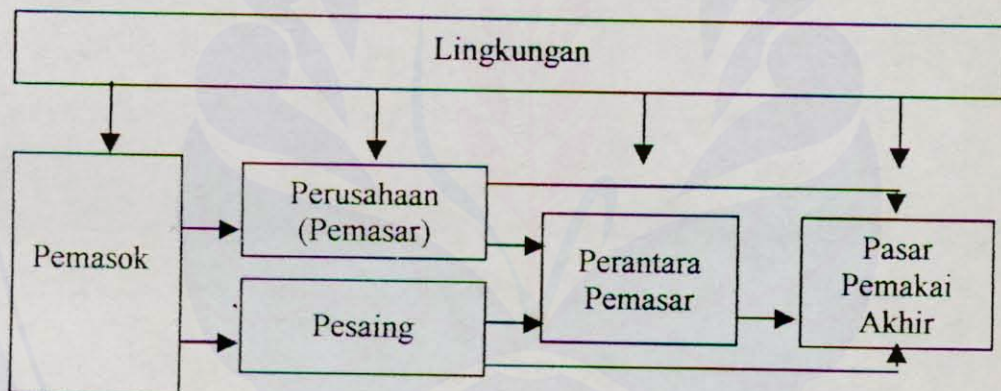 Lingkungan
Pemasok
Perusahaan
(Pemasar)
Pesaing
Perantara
Pemasar
Pasar
Pemakai
Akhir